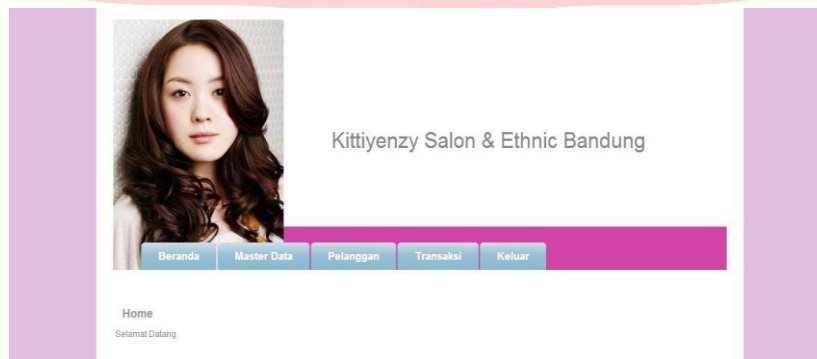 Kittiyenzy Salon & Ethnic Bandung
Beranda Master Data Pelanggan Transaksi Keluar
Home
Selamat Datang